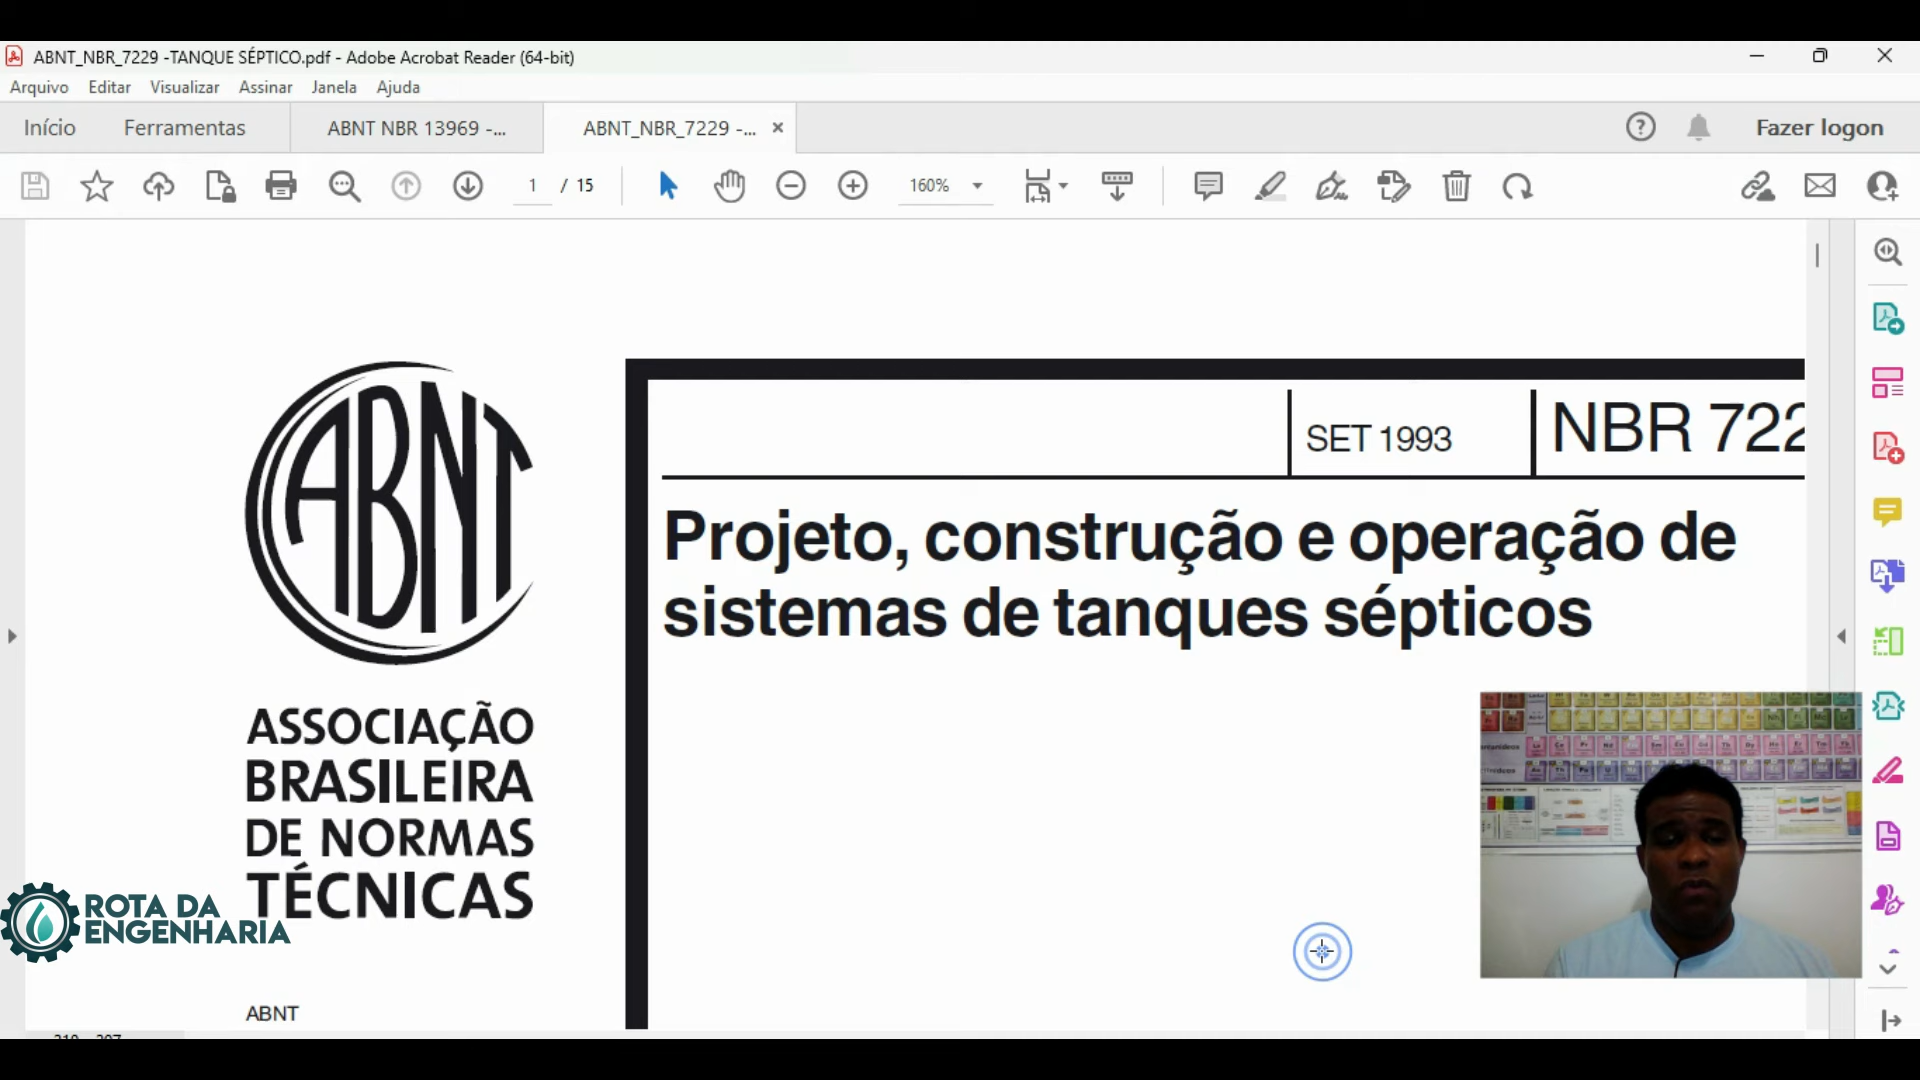 ABNT_NBR_7229 -TANQUE SÉPTICO.pdf - Adobe Acrobat Reader (64-bit)
Arquivo Editar Visualizar Assinar Janela Ajuda
Início Ferramentas ABNT NBR 13969 -... ABNT_NBR_7229 -... Fazer logon
1 / 15 160%
SET 1993 NBR 722
Projeto, construção e operação de
sistemas de tanques sépticos
ABNT
ASSOCIAÇÃO
BRASILEIRA
DE NORMAS
TÉCNICAS
ROTA DA
ENGENHARIA
ABNT